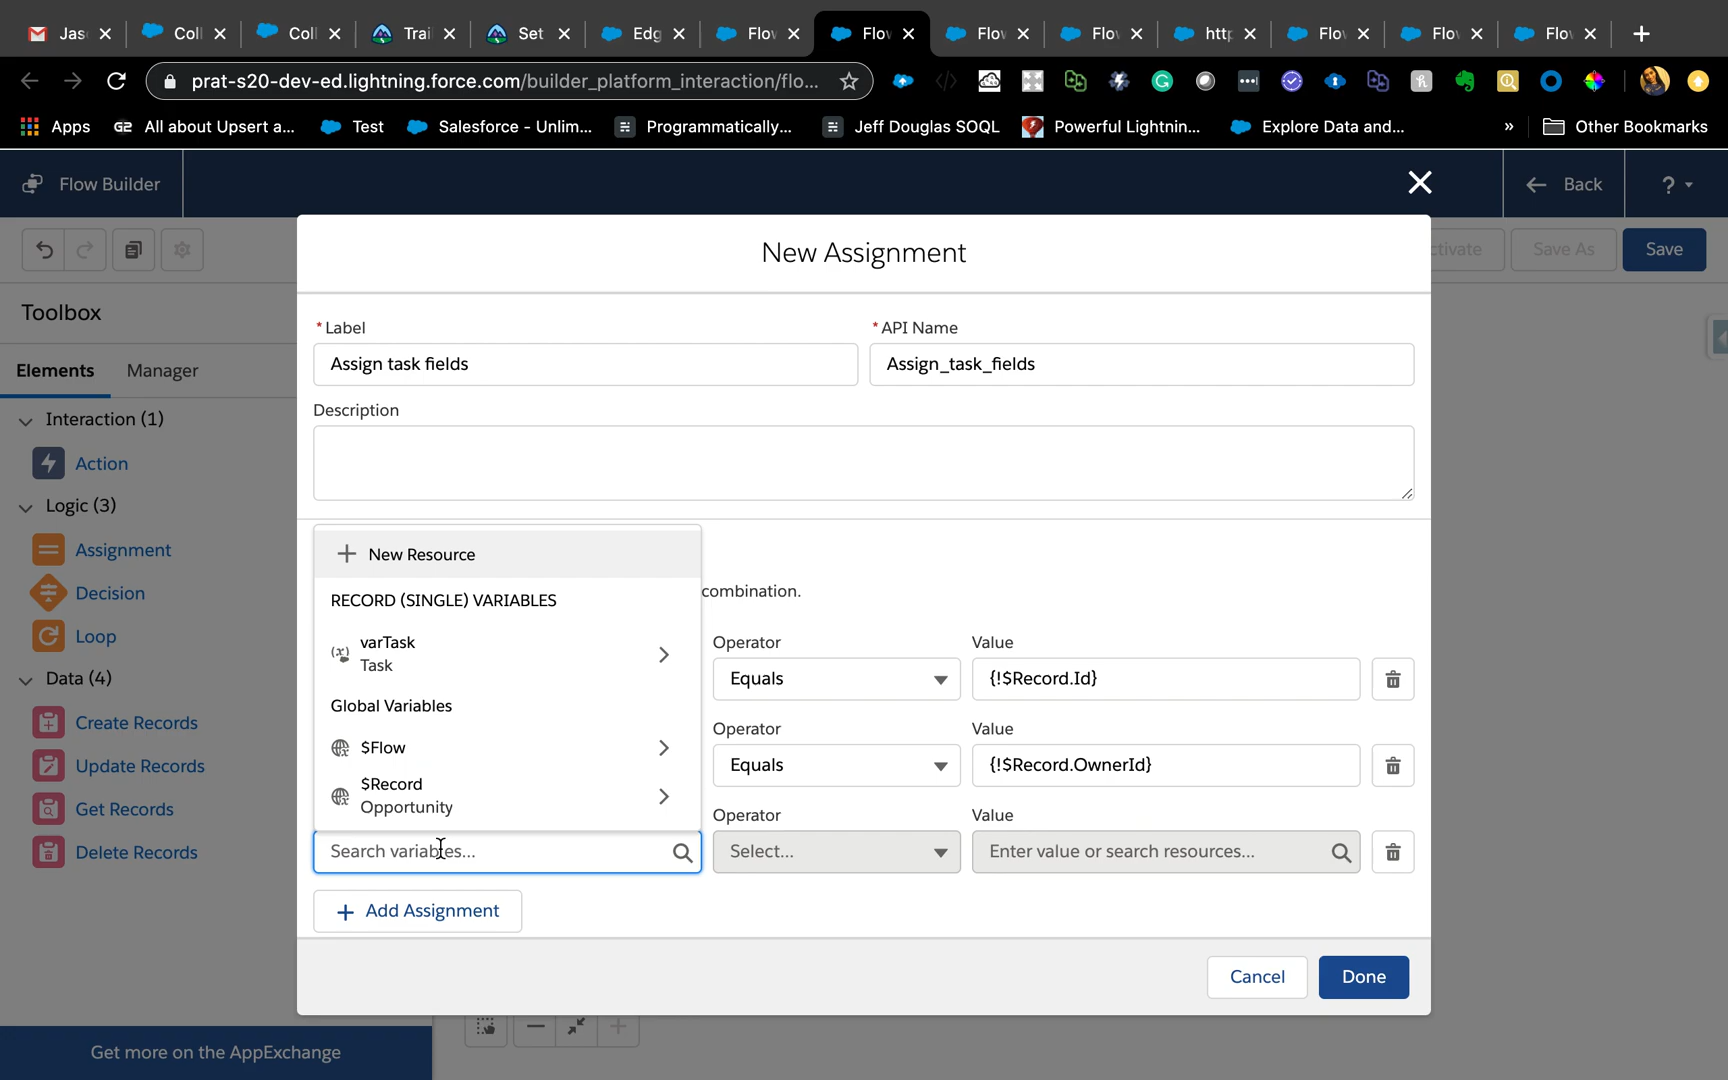 Jas
Coll
Coll
Trai
Set
Edg
Flov
Flov
Flov
Flov
http
Flov
Flov
Flov
prat-s20-dev-ed.lightning.force.com/builder_platform_interaction/flo...
Apps
G2 All about Upsert a...
Test
Salesforce - Unlim...
Programmatically...
Jeff Douglas SOQL
Powerful Lightnin...
Explore Data and...
»
Other Bookmarks
Flow Builder
Back
?
Save As
Save
New Assignment
Toolbox
Elements
Manager
Interaction (1)
Action
Logic (3)
Assignment
Decision
Loop
Data (4)
Create Records
Update Records
Get Records
Delete Records
Get more on the AppExchange
* Label
* API Name
Assign task fields
Assign_task_fields
Description
+ New Resource
RECORD (SINGLE) VARIABLES
varTask
Task
Global Variables
$Flow
$Record
Opportunity
combination.
Operator
Value
Equals
{!$Record.Id}
Operator
Value
Equals
{!$Record.OwnerId}
Operator
Value
Search variables...
Select...
Enter value or search resources...
+ Add Assignment
Cancel
Done